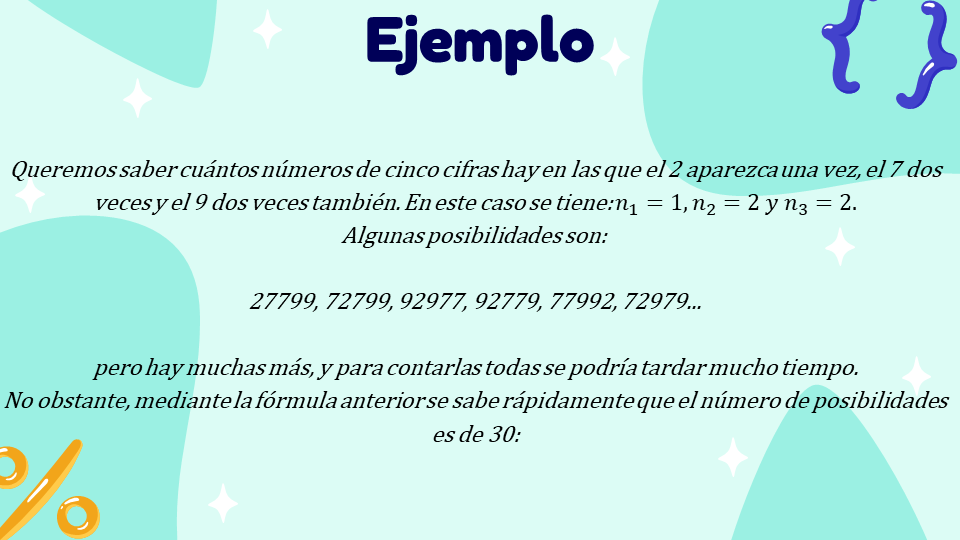 Ejemplo
Queremos saber cuántos números de cinco cifras hay en las que el 2 aparezca una vez, el 7 dos
veces y el 9 dos veces también. En este caso se tiene: n₁ = 1, n₂ = 2 y n₃ = 2.
Algunas posibilidades son:
27799, 72799, 92977, 92779, 77992, 72979...
pero hay muchas más, y para contarlas todas se podría tardar mucho tiempo.
No obstante, mediante la fórmula anterior se sabe rápidamente que el número de posibilidades
es de 30: